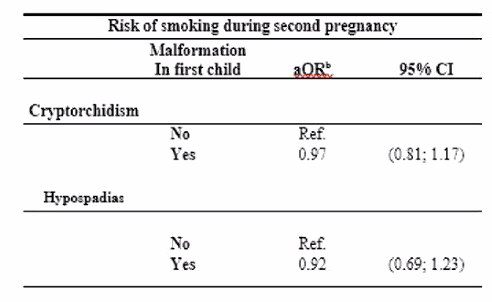 Risk of smoking during second pregnancy
Malformation
In first child aORb 95% CI
Cryptorchidism
No Ref.
Yes 0.97 (0.81; 1.17)
Hypospadias
No Ref.
Yes 0.92 (0.69; 1.23)